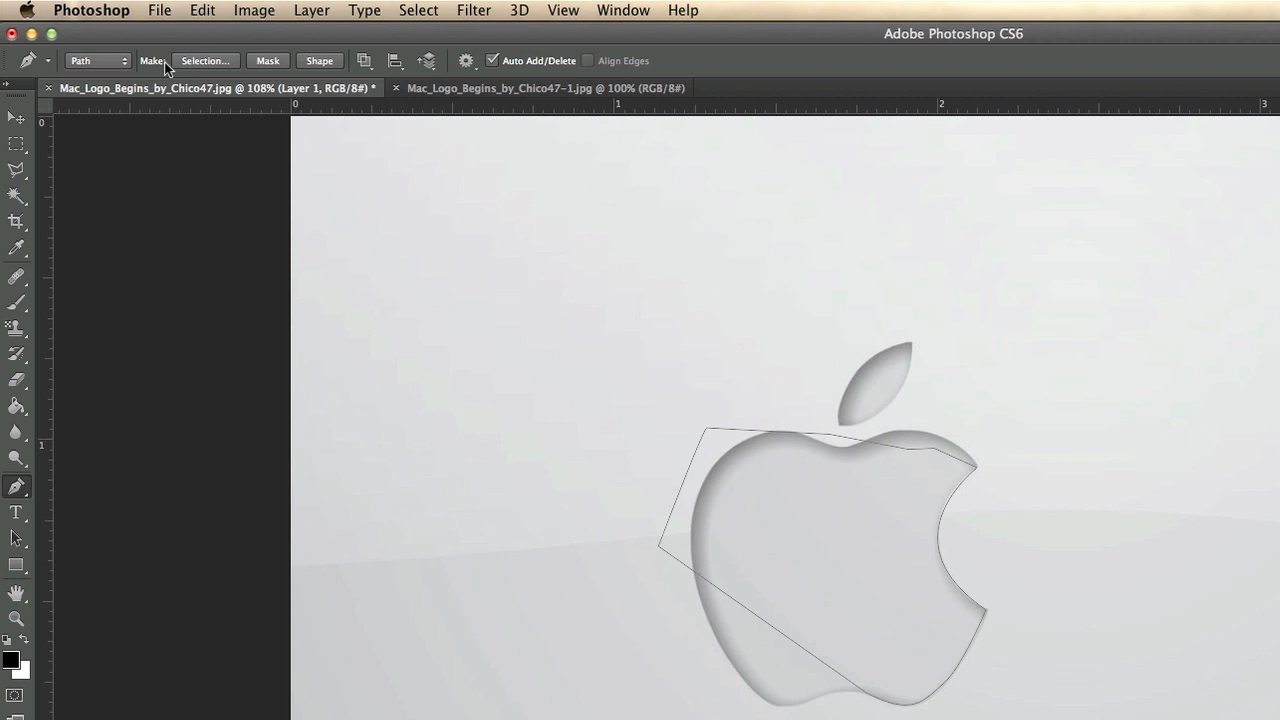 Photoshop File Edit Image Layer Type Select Filter 3D View Window Help
Adobe Photoshop CS6
Path Make: Selection... Mask Shape Auto Add/Delete Align Edges
Mac_Logo_Begins_by_Chico47.jpg @ 108% (Layer 1, RGB/8#) * Mac_Logo_Begins_by_Chico47-1.jpg @ 100% (RGB/8#)
0 1 2 3
0
1